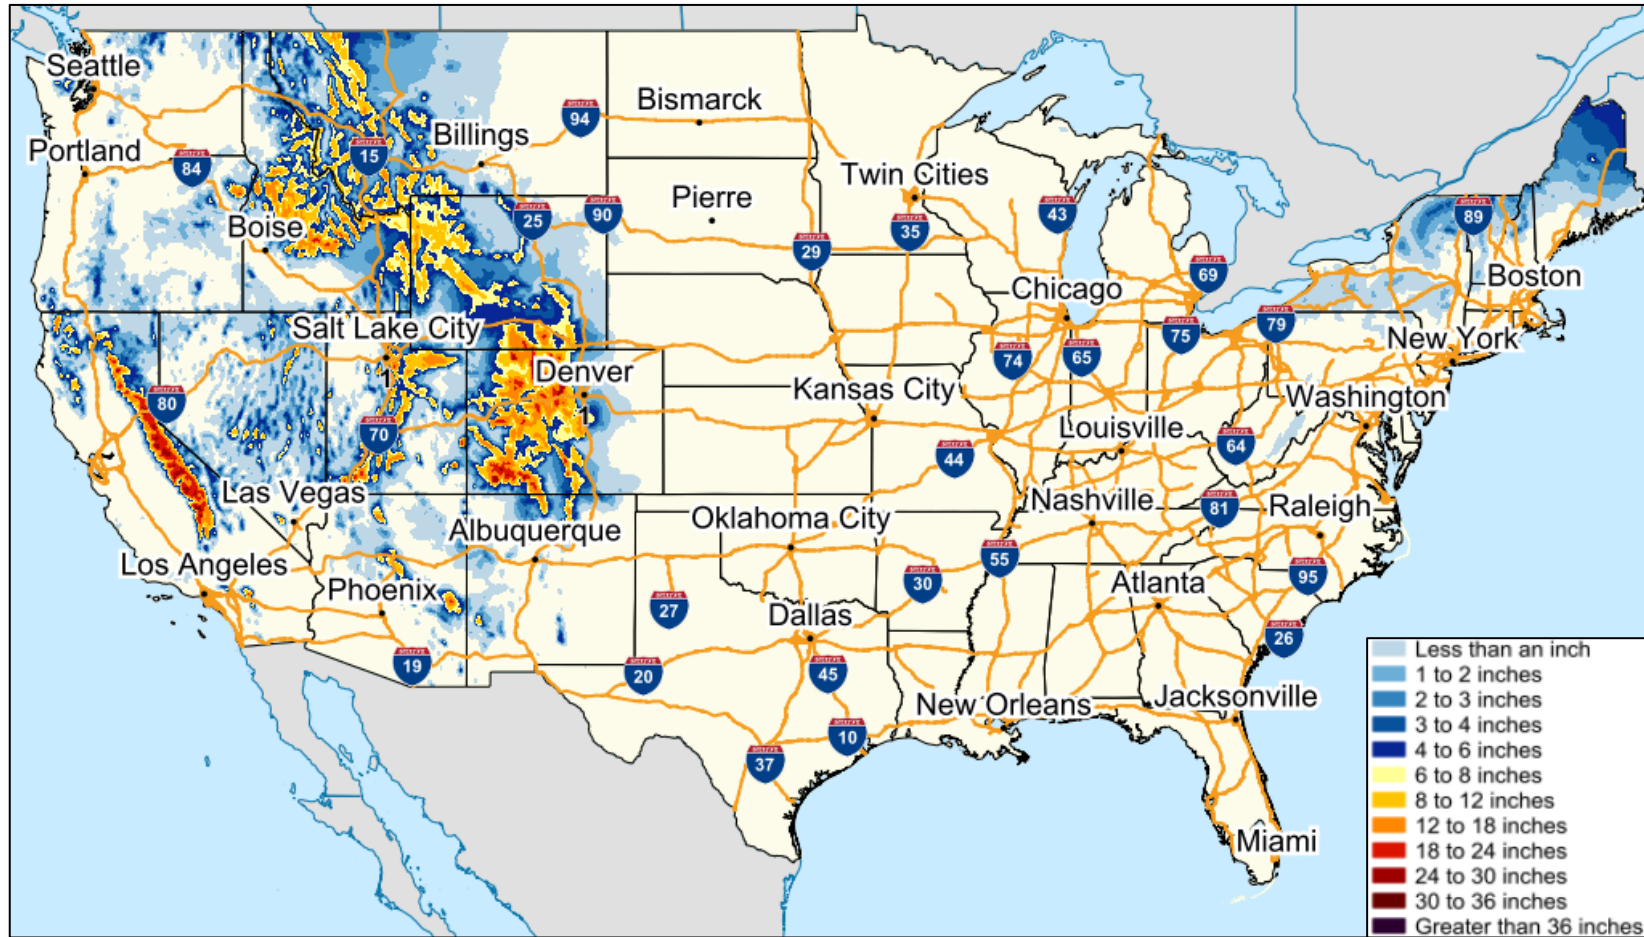 Seattle
Bismarck
94
Billings
Portland
15
84
Twin Cities
Pierre
43
89
25
90
Boise
35
29
69
Boston
Chicago
Salt Lake City
79
75
New York
74
65
Denver
1
Kansas City
Washington
80
1
70
Louisville
64
44
Las Vegas
Nashville
81
Raleigh
Oklahoma City
Albuquerque
55
Los Angeles
95
30
Atlanta
Phoenix
27
Dallas
26
19
20
45
Less than an inch
1 to 2 inches
New Orleans
Jacksonville
2 to 3 inches
3 to 4 inches
10
4 to 6 inches
37
6 to 8 inches
8 to 12 inches
12 to 18 inches
Miami
18 to 24 inches
24 to 30 inches
30 to 36 inches
Greater than 36 inches